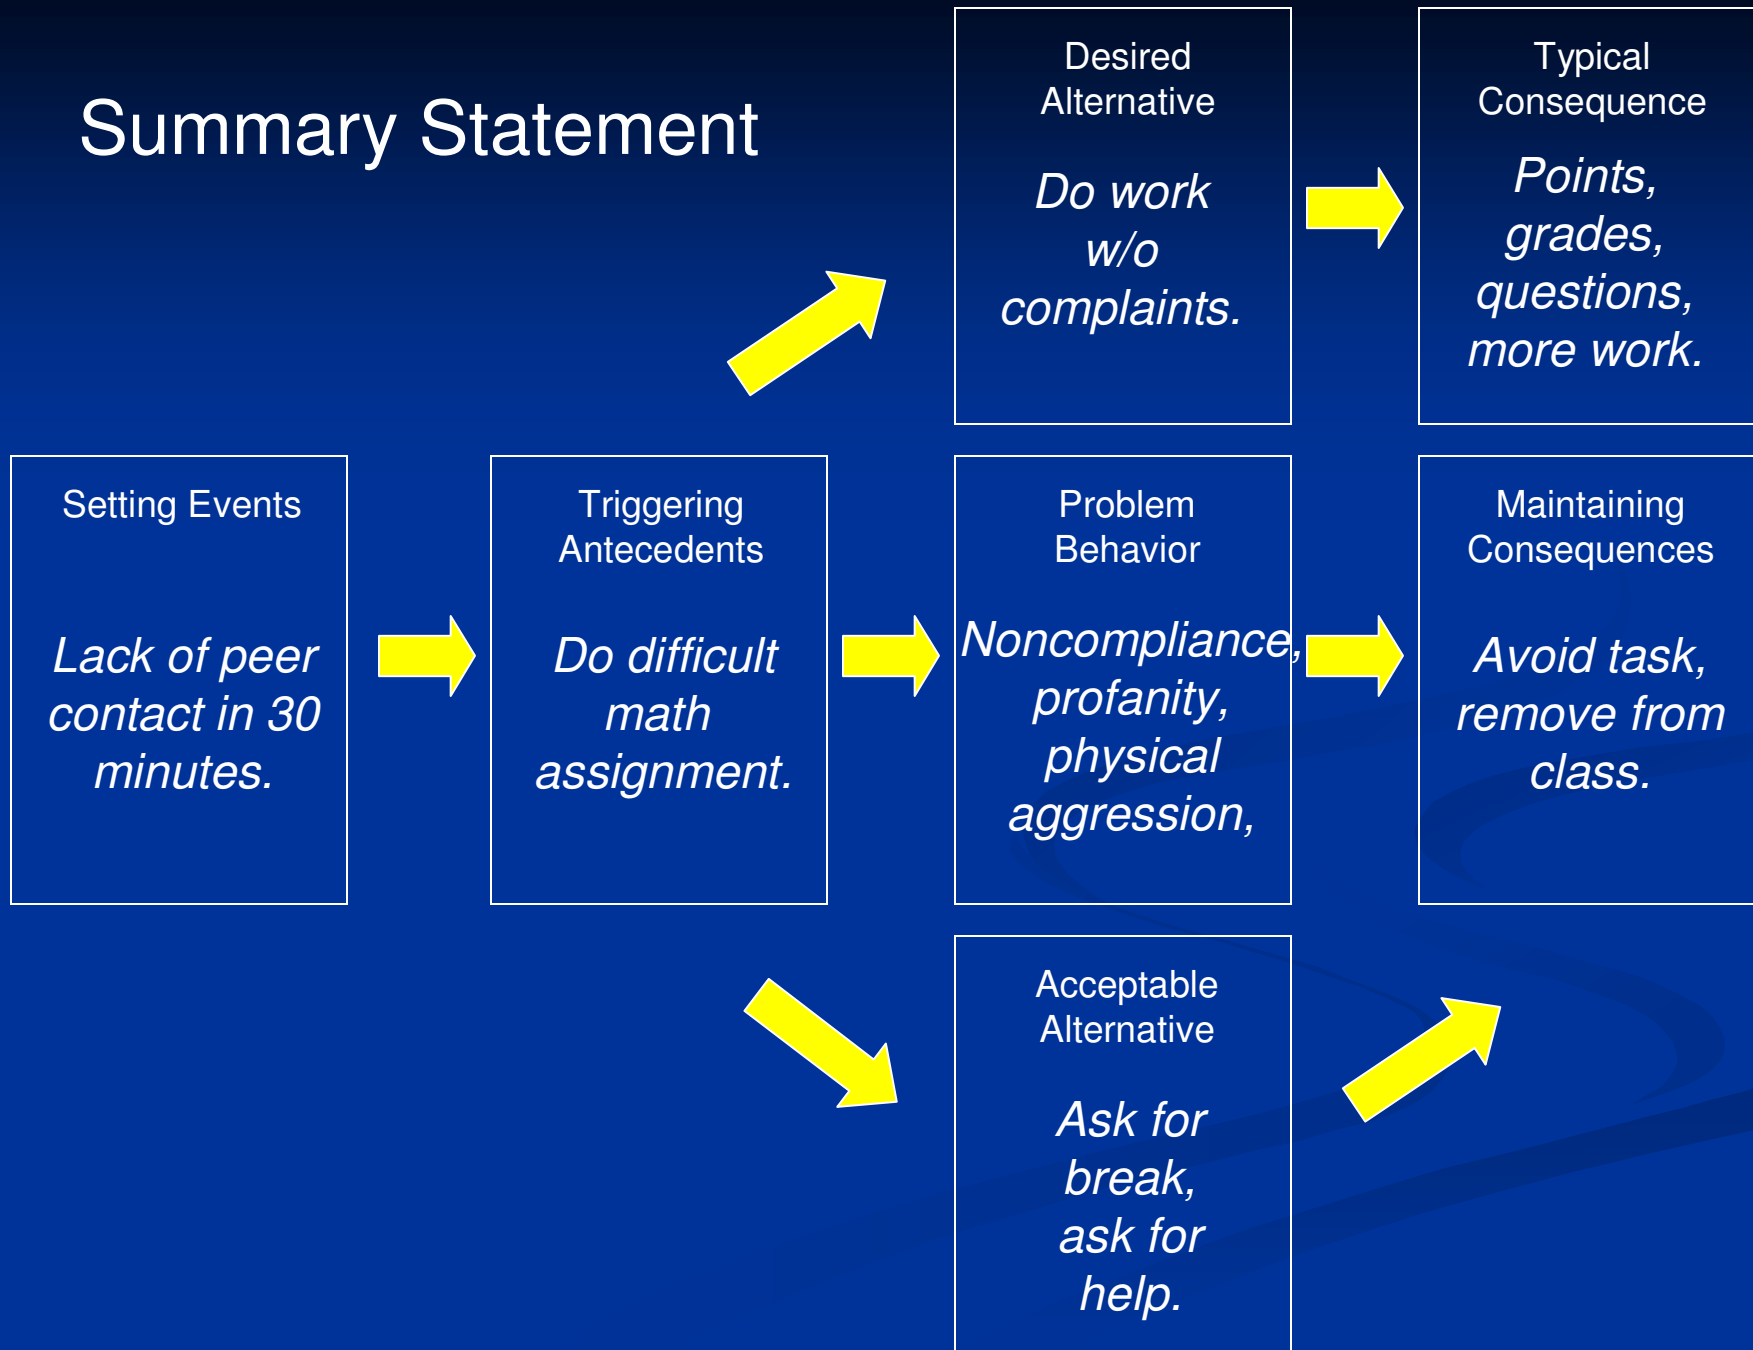 Summary Statement
Desired
Alternative
Do work
w/o
complaints.
Typical
Consequence
Points,
grades,
questions,
more work.
Setting Events
Lack of peer
contact in 30
minutes.
Triggering
Antecedents
Do difficult
math
assignment.
Problem
Behavior
Noncompliance,
profanity,
physical
aggression,
Maintaining
Consequences
Avoid task,
remove from
class.
Acceptable
Alternative
Ask for
break,
ask for
help.